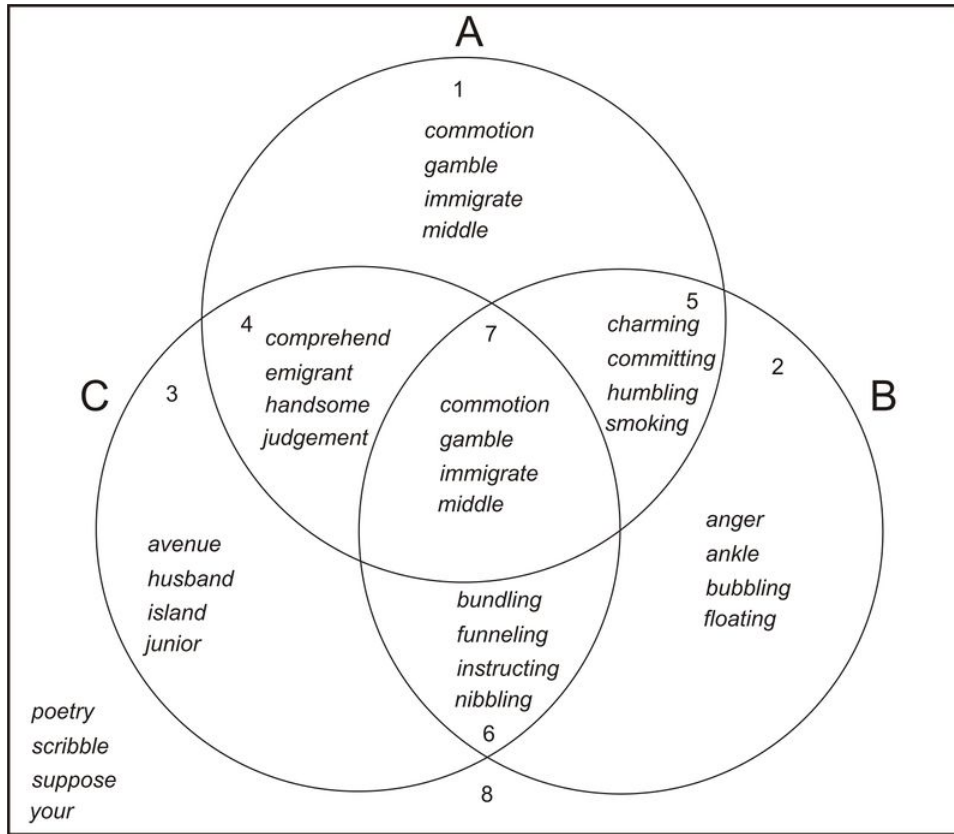 A
1
commotion
gamble
immigrate
middle
4
comprehend
emigrant
handsome
judgement
7
commotion
gamble
immigrate
middle
5
charming
committing
humbling
smoking
C
3
avenue
husband
island
junior
2
B
anger
ankle
bubbling
floating
bundling
funneling
instructing
nibbling
6
8
poetry
scribble
suppose
your